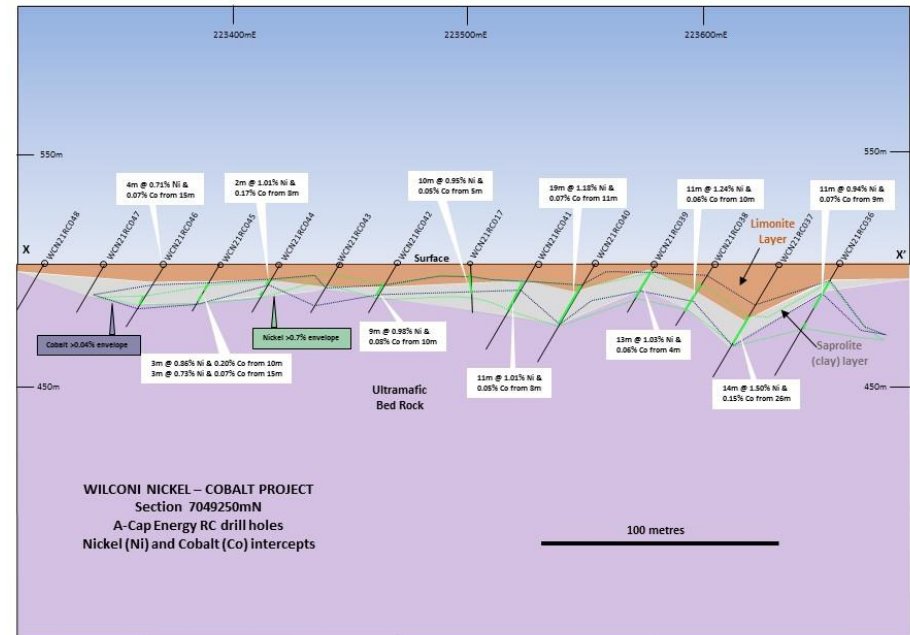 223400mE
223500mE
223600mE
550m
550m
4m @ 0.71% Ni &
0.07% Co from 15m
2m @ 1.01% Ni &
0.17% Co from 8m
10m @ 0.95% Ni &
0.05% Co from 5m
19m @ 1.18% Ni &
0.07% Co from 11m
11m @ 1.24% Ni &
0.06% Co from 10m
11m @ 0.94% Ni &
0.07% Co from 9m
WCN21RC048
WCN21RC047
WCN21RC046
WCN21RC045
WCN21RC044
WCN21RC043
WCN21RC042
WCN21RC017
WCN21RC041
WCN21RC040
WCN21RC039
WCN21RC038
WCN21RC037
WCN21RC036
X
Surface
X'
Limonite
Layer
Cobalt >0.04% envelope
Nickel >0.7% envelope
9m @ 0.98% Ni &
0.08% Co from 10m
13m @ 1.03% Ni &
0.06% Co from 4m
Saprolite
(clay) layer
3m @ 0.86% Ni & 0.20% Co from 10m
3m @ 0.73% Ni & 0.07% Co from 15m
11m @ 1.01% Ni &
0.05% Co from 8m
14m @ 1.50% Ni &
0.15% Co from 26m
450m
450m
Ultramafic
Bed Rock
WILCONI NICKEL – COBALT PROJECT
Section 7049250mN
A-Cap Energy RC drill holes
Nickel (Ni) and Cobalt (Co) intercepts
100 metres